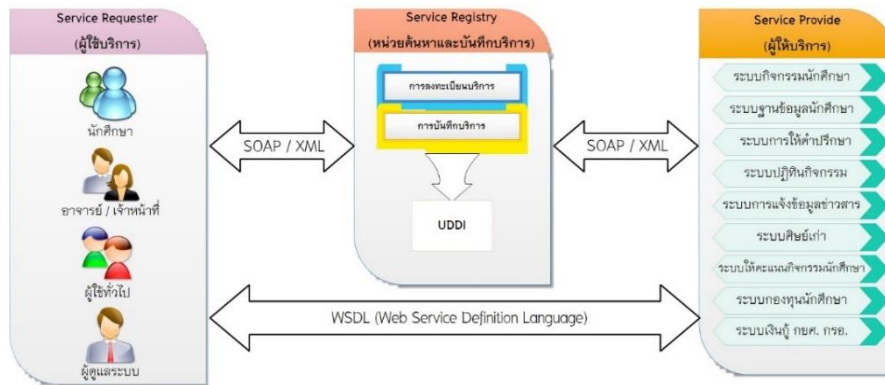 Service Requester
(ผู้ใช้บริการ)
นักศึกษา
อาจารย์ / เจ้าหน้าที่
ผู้ใช้ทั่วไป
ผู้ดูแลระบบ
SOAP / XML
Service Registry
(หน่วยค้นหาและบันทึกบริการ)
การลงทะเบียนบริการ
การบันทึกบริการ
UDDI
SOAP / XML
WSDL (Web Service Definition Language)
Service Provide
(ผู้ให้บริการ)
ระบบกิจกรรมนักศึกษา
ระบบฐานข้อมูลนักศึกษา
ระบบการให้คำปรึกษา
ระบบปฏิทินกิจกรรม
ระบบการแจ้งข้อมูลข่าวสาร
ระบบศิษย์เก่า
ระบบให้คะแนนกิจกรรมนักศึกษา
ระบบกองทุนนักศึกษา
ระบบเงินกู้ กยศ. กรอ.